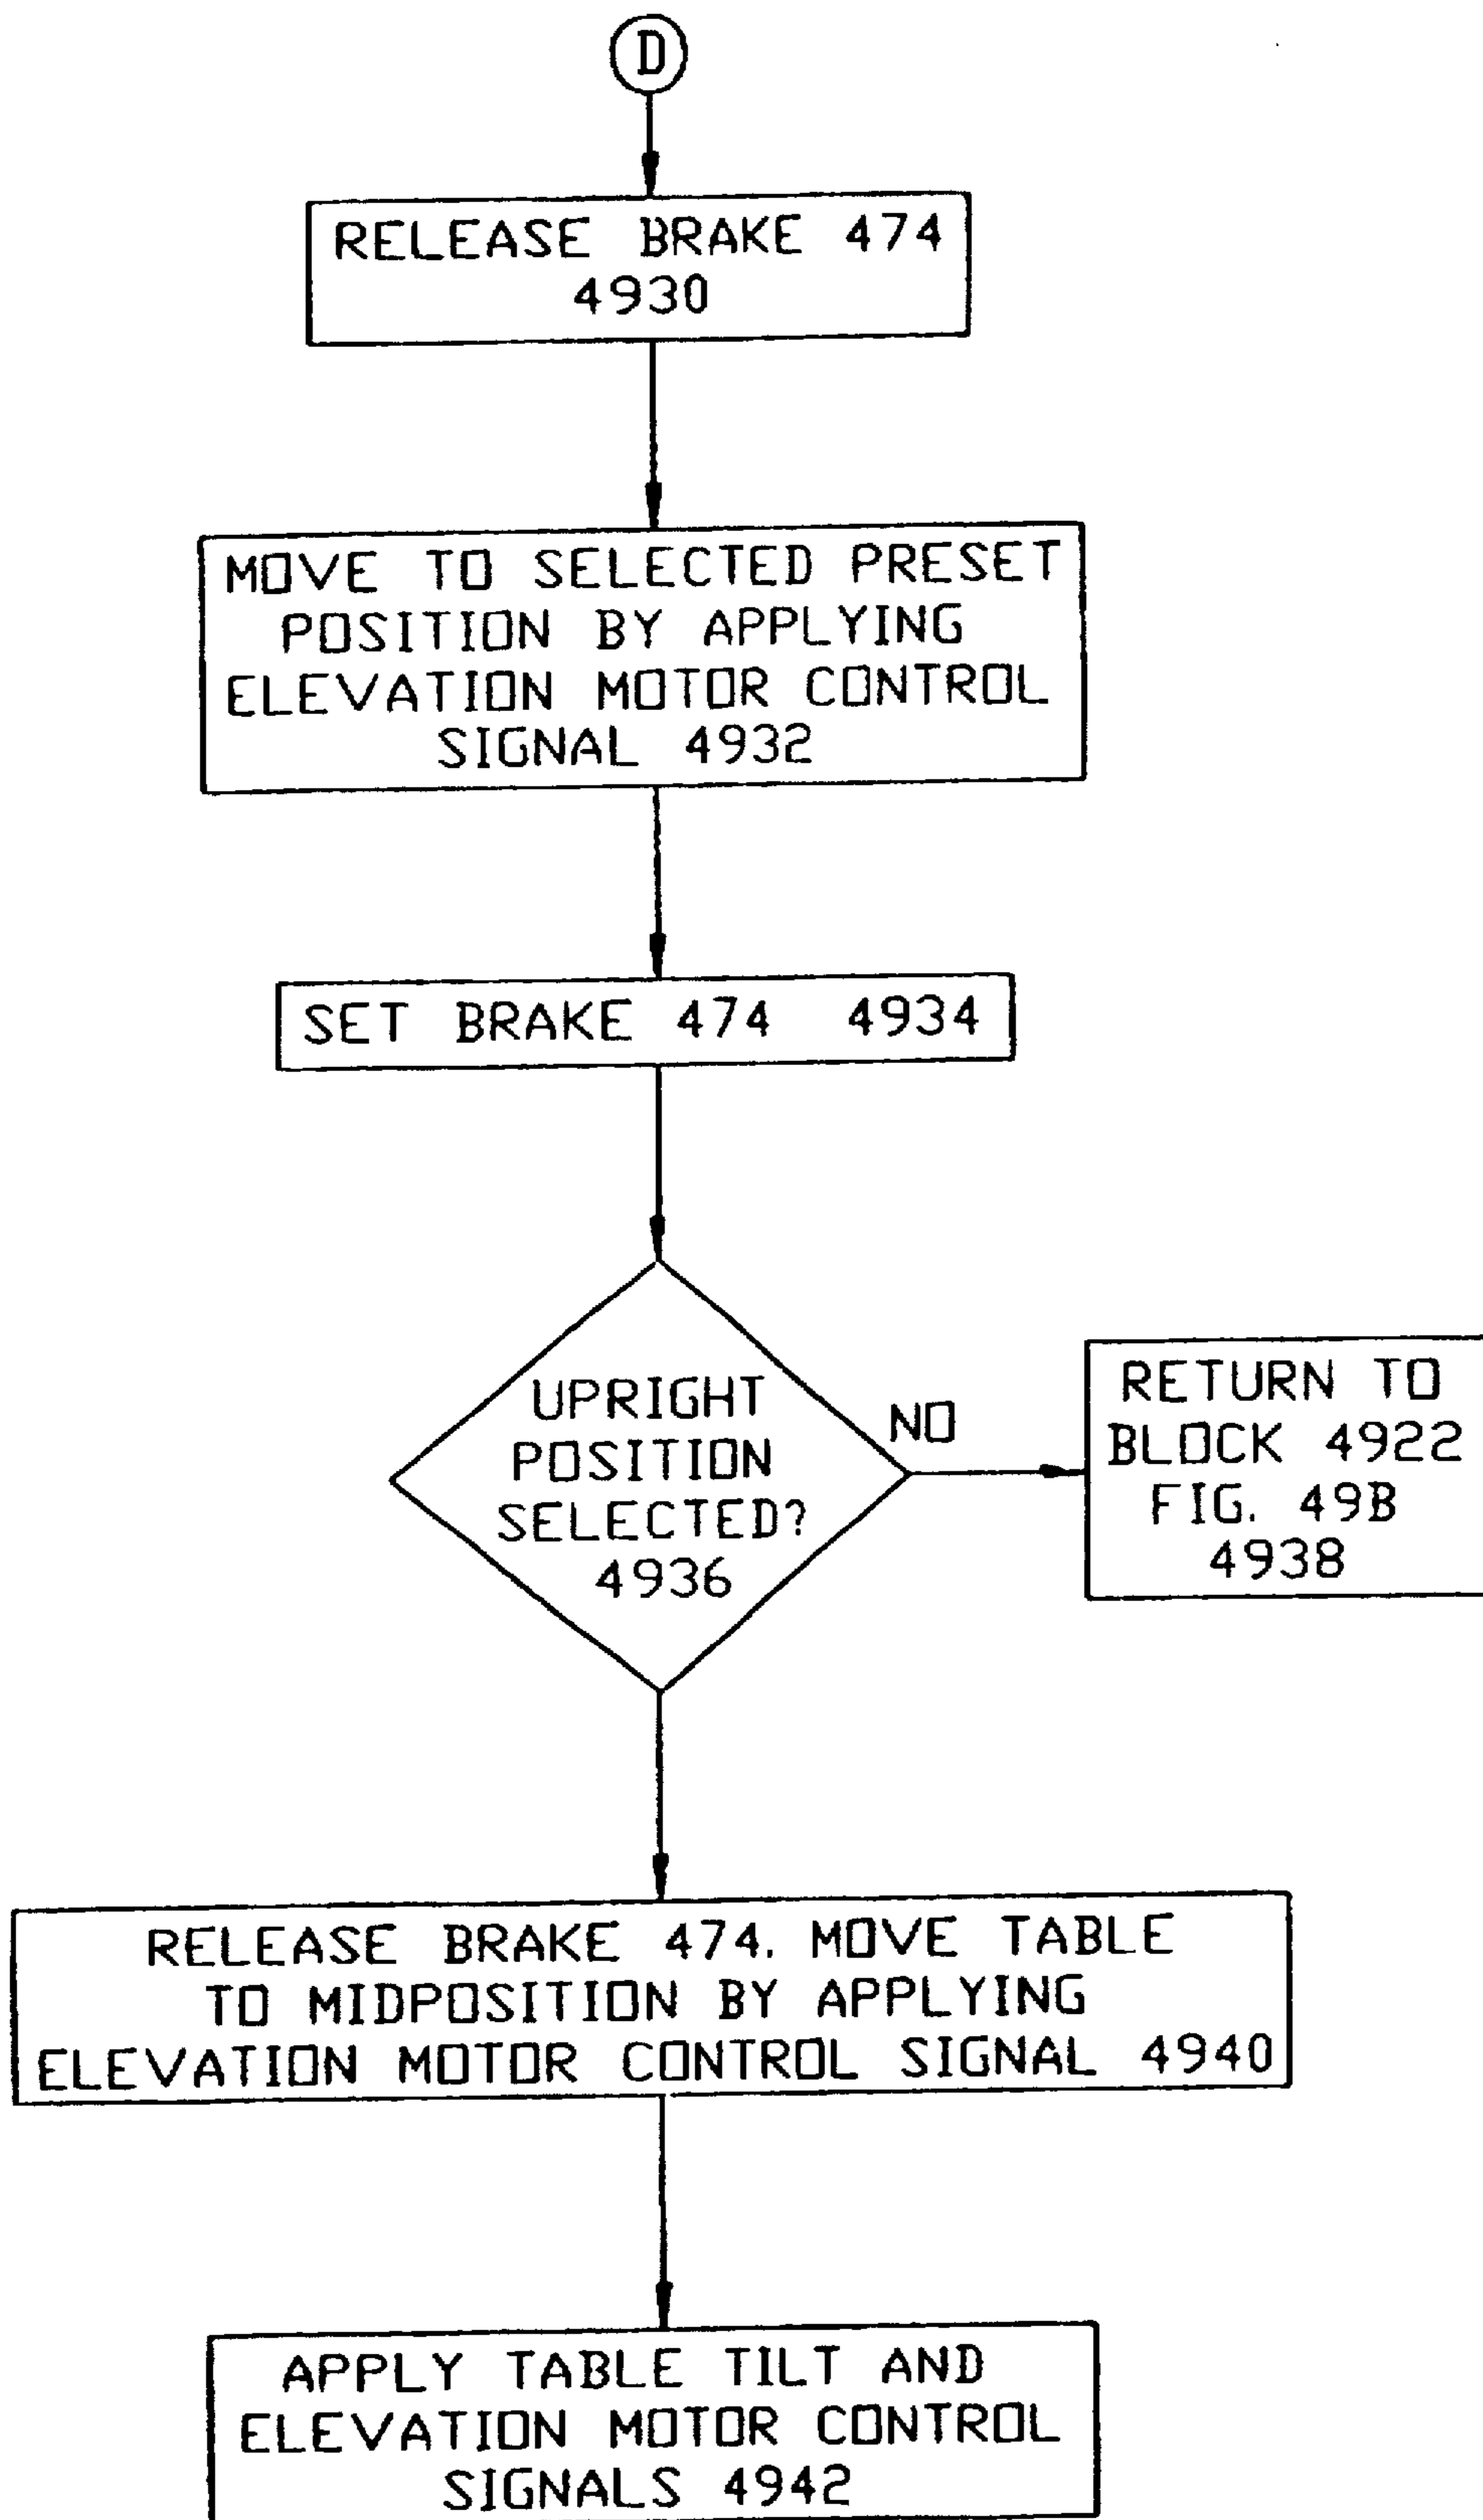 D
RELEASE BRAKE 474
4930
MOVE TO SELECTED PRESET
POSITION BY APPLYING
ELEVATION MOTOR CONTROL
SIGNAL 4932
SET BRAKE 474 4934
UPRIGHT
POSITION
SELECTED?
4936
NO
RETURN TO
BLOCK 4922
FIG. 49B
4938
RELEASE BRAKE 474. MOVE TABLE
TO MIDPOSITION BY APPLYING
ELEVATION MOTOR CONTROL SIGNAL 4940
APPLY TABLE TILT AND
ELEVATION MOTOR CONTROL
SIGNALS 4942